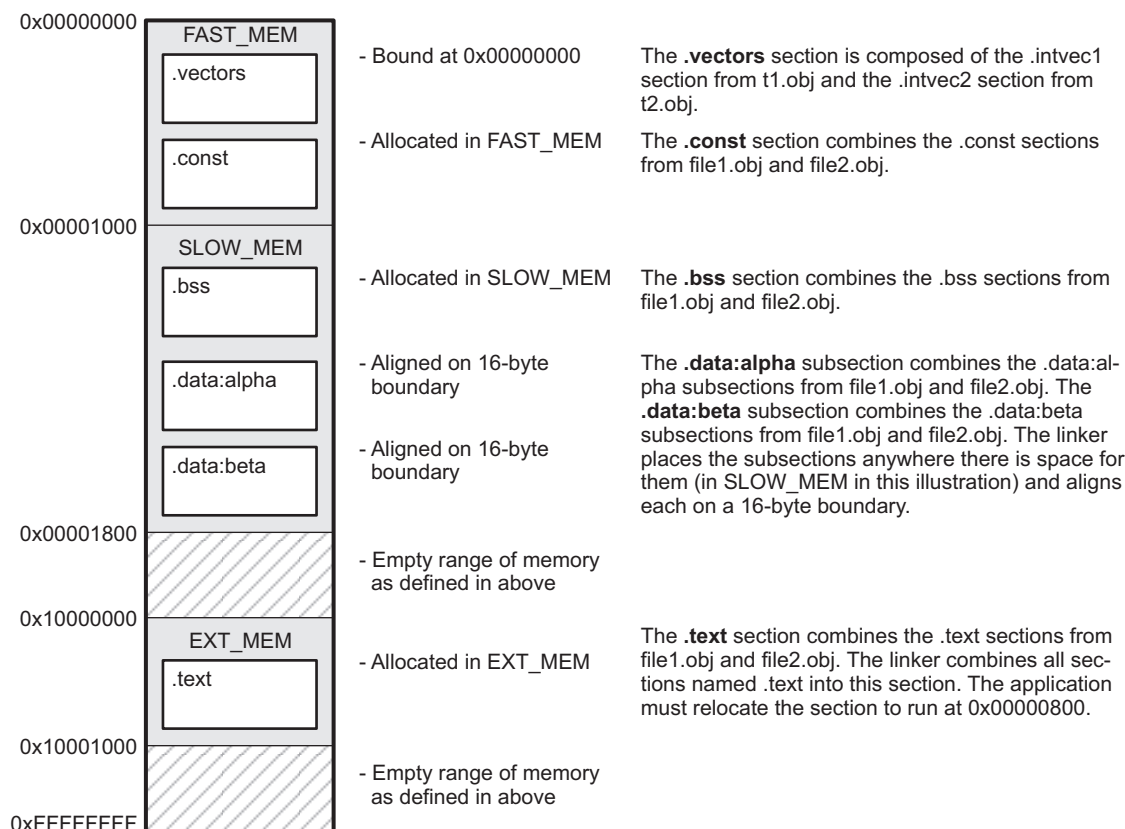 0x00000000
FAST_MEM
.vectors
- Bound at 0x00000000
The .vectors section is composed of the .intvec1
section from t1.obj and the .intvec2 section from
t2.obj.
.const
- Allocated in FAST_MEM
The .const section combines the .const sections
from file1.obj and file2.obj.
0x00001000
SLOW_MEM
.bss
- Allocated in SLOW_MEM
The .bss section combines the .bss sections from
file1.obj and file2.obj.
.data:alpha
- Aligned on 16-byte
boundary
The .data:alpha subsection combines the .data:al-
pha subsections from file1.obj and file2.obj. The
.data:beta subsection combines the .data:beta
subsections from file1.obj and file2.obj. The linker
places the subsections anywhere there is space for
them (in SLOW_MEM in this illustration) and aligns
each on a 16-byte boundary.
.data:beta
- Aligned on 16-byte
boundary
0x00001800
- Empty range of memory
as defined in above
0x10000000
EXT_MEM
.text
- Allocated in EXT_MEM
The .text section combines the .text sections from
file1.obj and file2.obj. The linker combines all sec-
tions named .text into this section. The application
must relocate the section to run at 0x00000800.
0x10001000
- Empty range of memory
as defined in above
0xFFFFFFFF